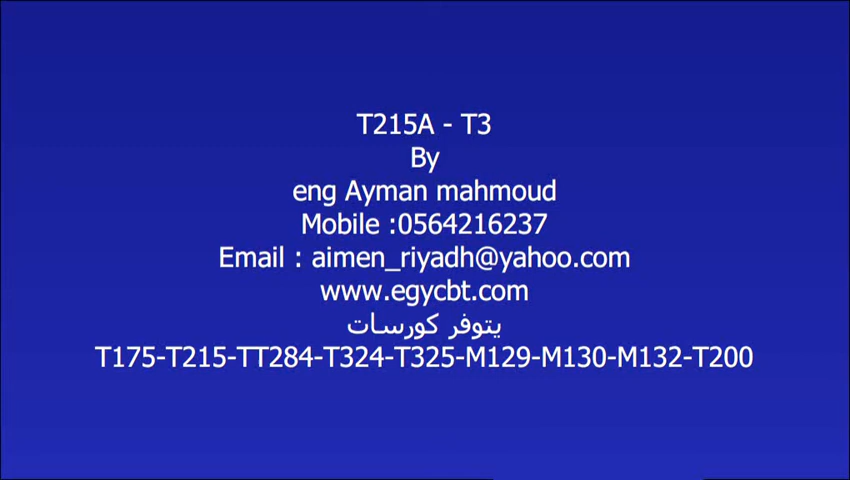 T215A - T3
By
eng Ayman mahmoud
Mobile :0564216237
Email : aimen_riyadh@yahoo.com
www.egycbt.com
يتوفر كورسات
T175-T215-TT284-T324-T325-M129-M130-M132-T200